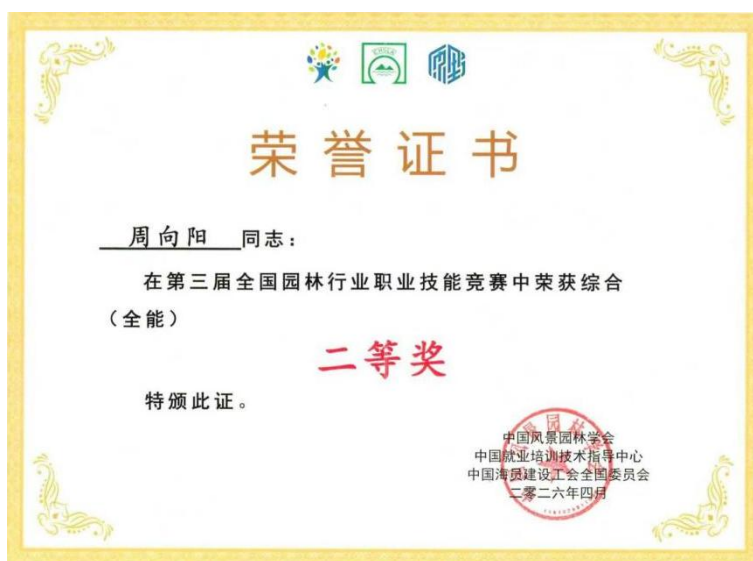 CHSLA
荣誉证书
周向阳 同志：
在第三届全国园林行业职业技能竞赛中荣获综合
（全能）
二等奖
特颁此证。
中国风景园林学会
中国就业培训技术指导中心
中国海员建设工会全国委员会
二零二六年四月